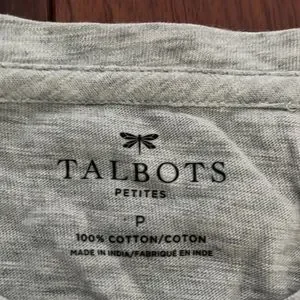 TALBOTS
PETITES
P
100% COTTON/COTON
MADE IN INDIA/FABRIQUÉ EN INDE